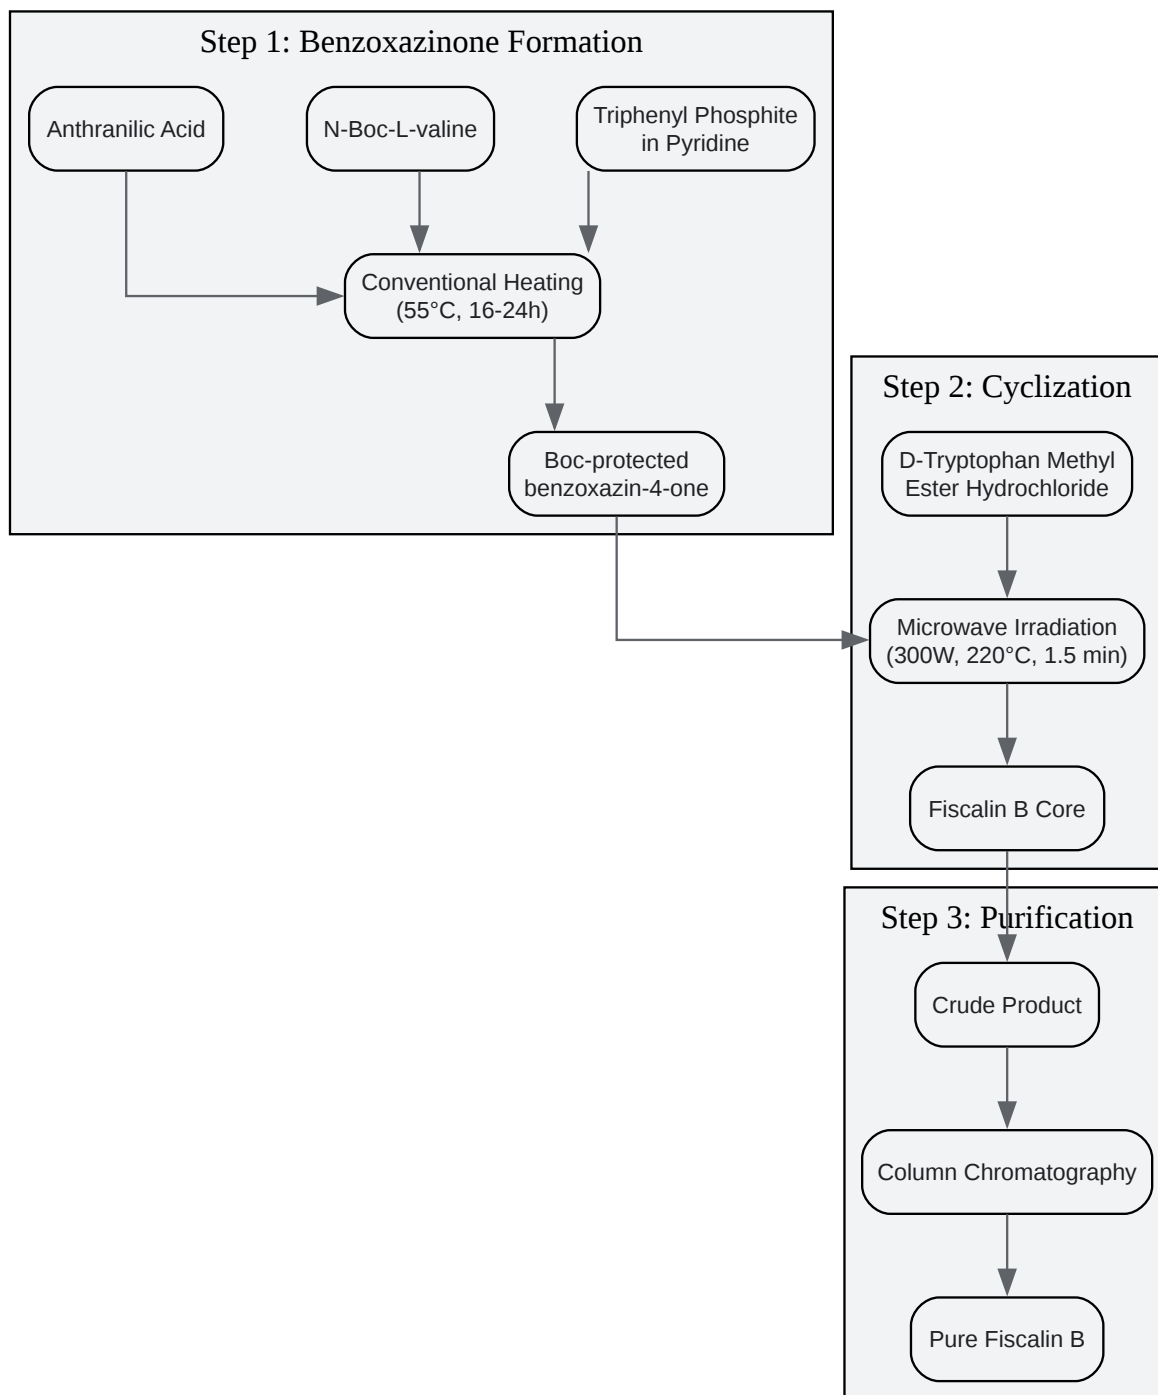 Step 1: Benzoxazinone Formation
Anthranilic Acid
N-Boc-L-valine
Triphenyl Phosphite
in Pyridine
Conventional Heating
(55°C, 16-24h)
Boc-protected
benzoxazin-4-one
Step 2: Cyclization
D-Tryptophan Methyl
Ester Hydrochloride
Microwave Irradiation
(300W, 220°C, 1.5 min)
Fiscalin B Core
Step 3: Purification
Crude Product
Column Chromatography
Pure Fiscalin B